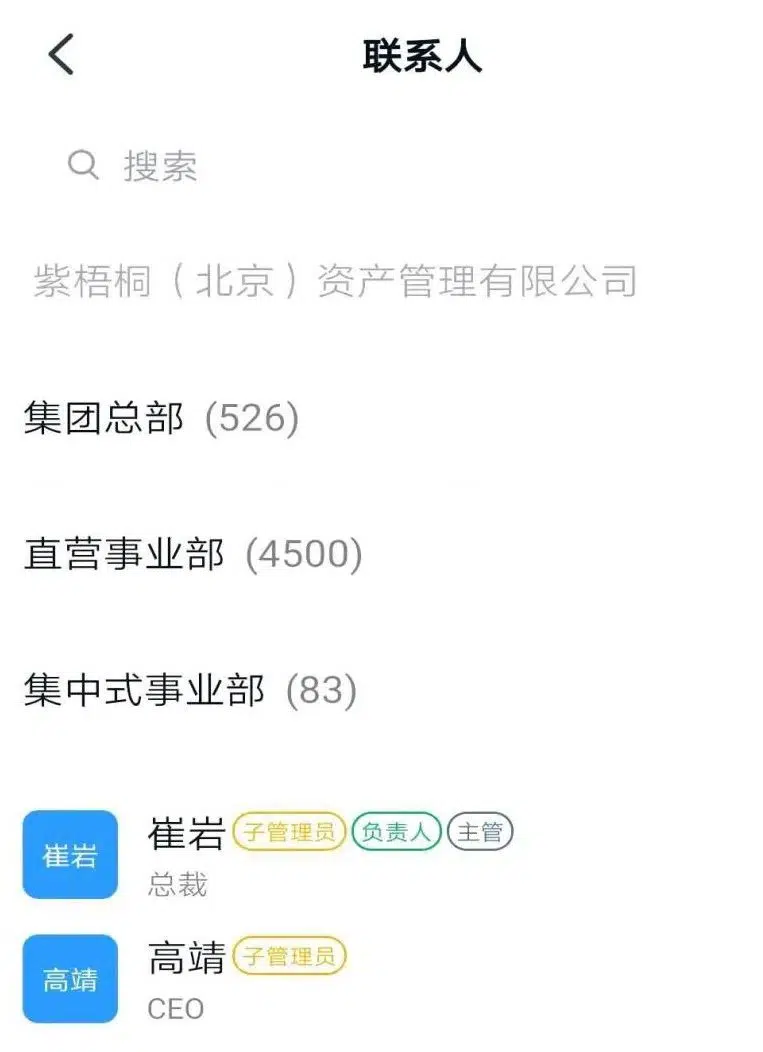 联系人
搜索
紫梧桐（北京）资产管理有限公司
集团总部 (526)
直营事业部 (4500)
集中式事业部 (83)
崔岩
崔岩 子管理员 负责人 主管
总裁
高靖
高靖 子管理员
CEO